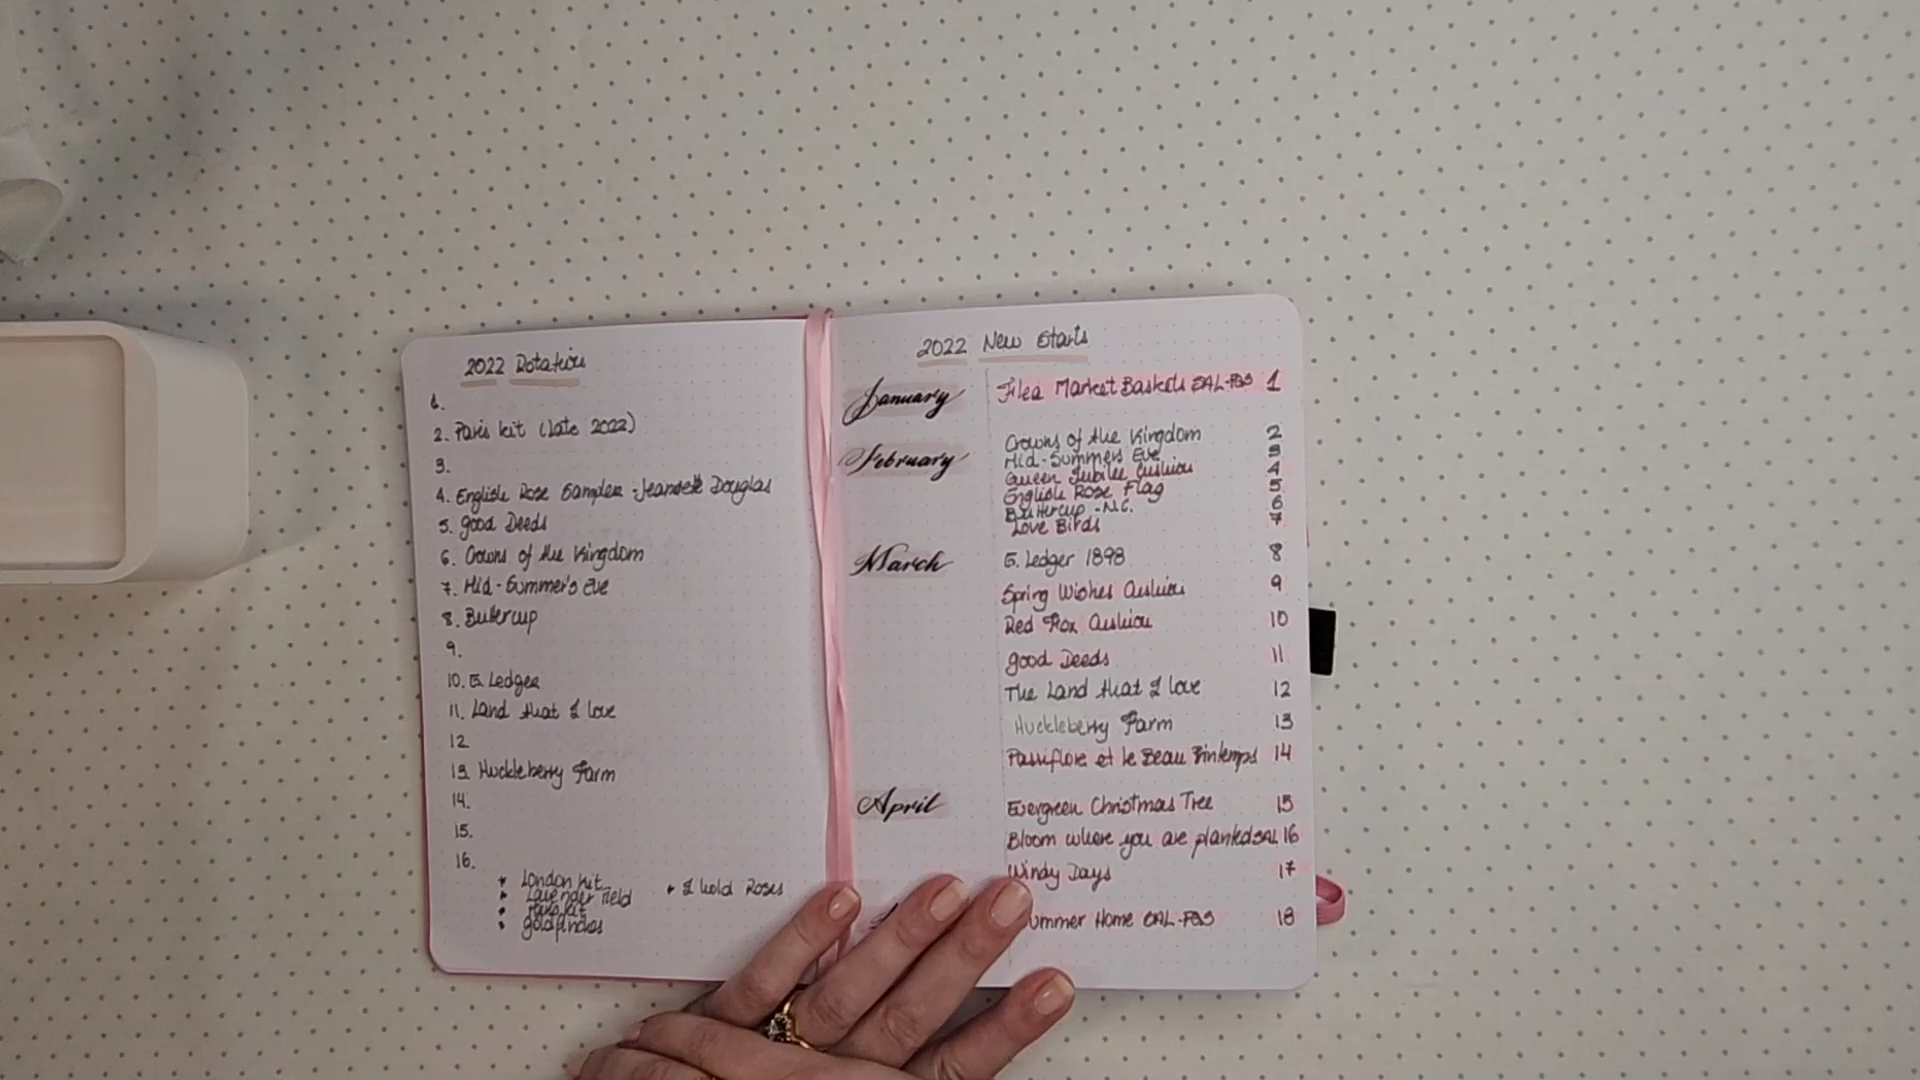 2022 Rotation
1.
2. Paris kit (late 2022)
3.
4. English Rose Sampler - Jeanette Douglas
5. Good Deeds
6. Crowns of the Kingdom
7. Mid-Summer's Eve
8. Buttercup
9.
10. E. Ledger
11. Land that I love
12
13. Huckleberry Farm
14.
15.
16.
London kit
Lavender Field
Paris kit
Goldfinches
I hold Roses
2022 New Starts
January
Flea Market Baskets SAL-FQS 1
February
Crowns of the Kingdom 2
Mid-Summers Eve 3
Queen Jubilee Cushion 4
English Rose Flag 5
Buttercup - N.C. 6
Love Birds 7
March
E. Ledger 1898 8
Spring Wishes Cushion 9
Red Fox Cushion 10
Good Deeds 11
The Land that I love 12
Huckleberry Farm 13
Passiflore et le Beau Printemps 14
April
Evergreen Christmas Tree 15
Bloom where you are planted SAL 16
Windy Days 17
Summer Home SAL-FQS 18